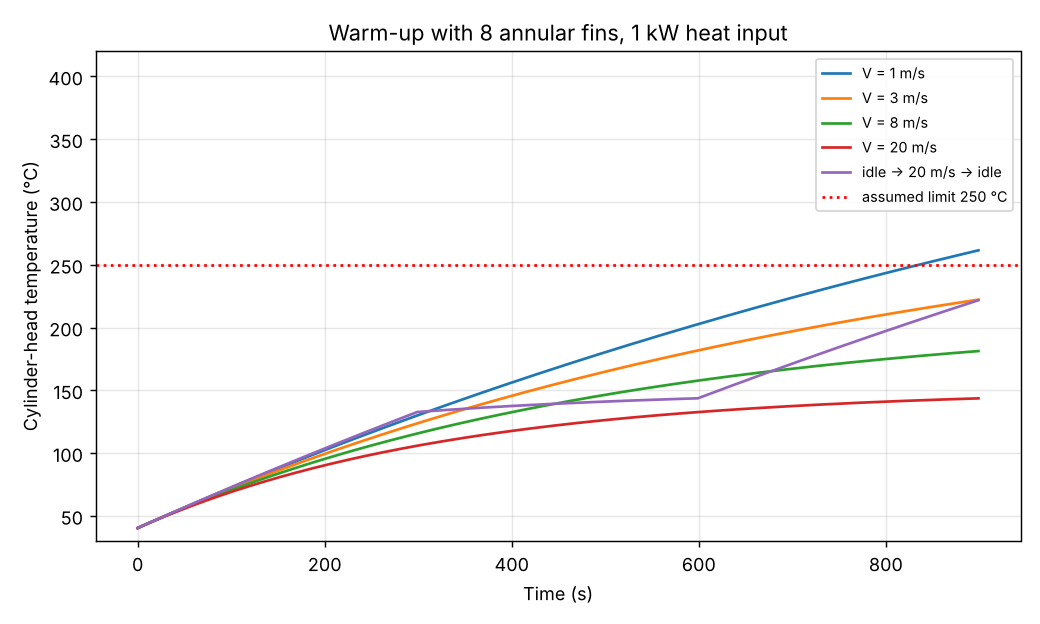 Warm-up with 8 annular fins, 1 kW heat input
Cylinder-head temperature (°C)
400
350
300
250
200
150
100
50
V = 1 m/s
V = 3 m/s
V = 8 m/s
V = 20 m/s
idle → 20 m/s → idle
assumed limit 250 °C
0
200
400
600
800
Time (s)